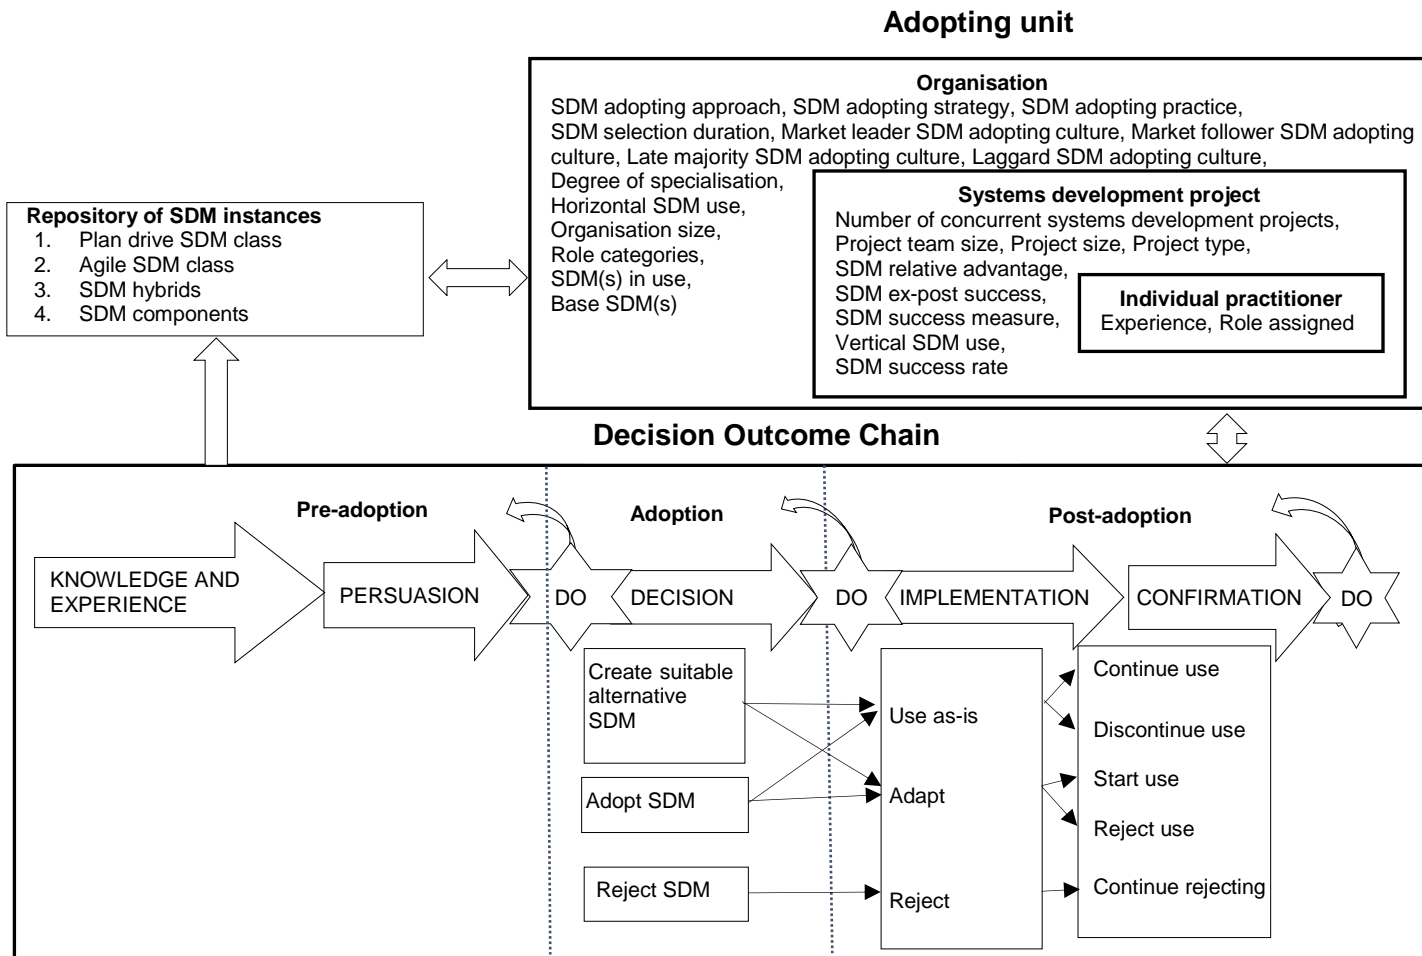 Adopting unit
Organisation
SDM adopting approach, SDM adopting strategy, SDM adopting practice,
SDM selection duration, Market leader SDM adopting culture, Market follower SDM adopting
culture, Late majority SDM adopting culture, Laggard SDM adopting culture,
Degree of specialisation,
Horizontal SDM use,
Organisation size,
Role categories,
SDM(s) in use,
Base SDM(s)
Systems development project
Number of concurrent systems development projects,
Project team size, Project size, Project type,
SDM relative advantage,
SDM ex-post success,
SDM success measure,
Vertical SDM use,
SDM success rate
Individual practitioner
Experience, Role assigned
Repository of SDM instances
1. Plan drive SDM class
2. Agile SDM class
3. SDM hybrids
4. SDM components
Decision Outcome Chain
Pre-adoption
Adoption
Post-adoption
KNOWLEDGE AND
EXPERIENCE
PERSUASION
DO
DECISION
DO
IMPLEMENTATION
CONFIRMATION
DO
Create suitable
alternative
SDM
Adopt SDM
Reject SDM
Use as-is
Adapt
Reject
Continue use
Discontinue use
Start use
Reject use
Continue rejecting